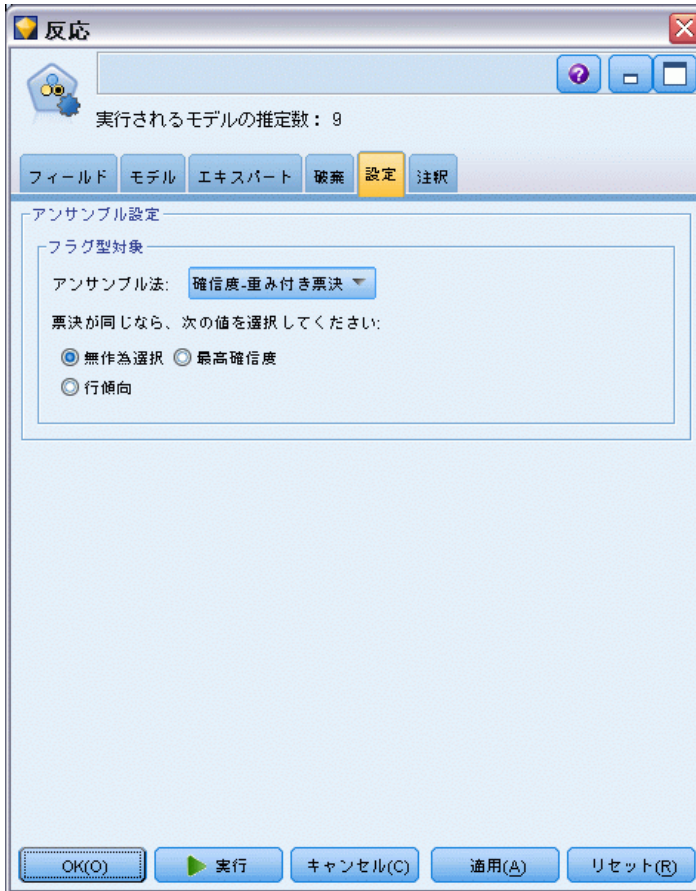 反応
実行されるモデルの推定数: 9
フィールド モデル エキスパート 破棄 設定 注釈
アンサンブル設定
フラグ型対象
アンサンブル法: 確信度-重み付き票決
票決が同じなら、次の値を選択してください:
無作為選択 最高確信度
行傾向
OK(O) 実行 キャンセル(C) 適用(A) リセット(R)